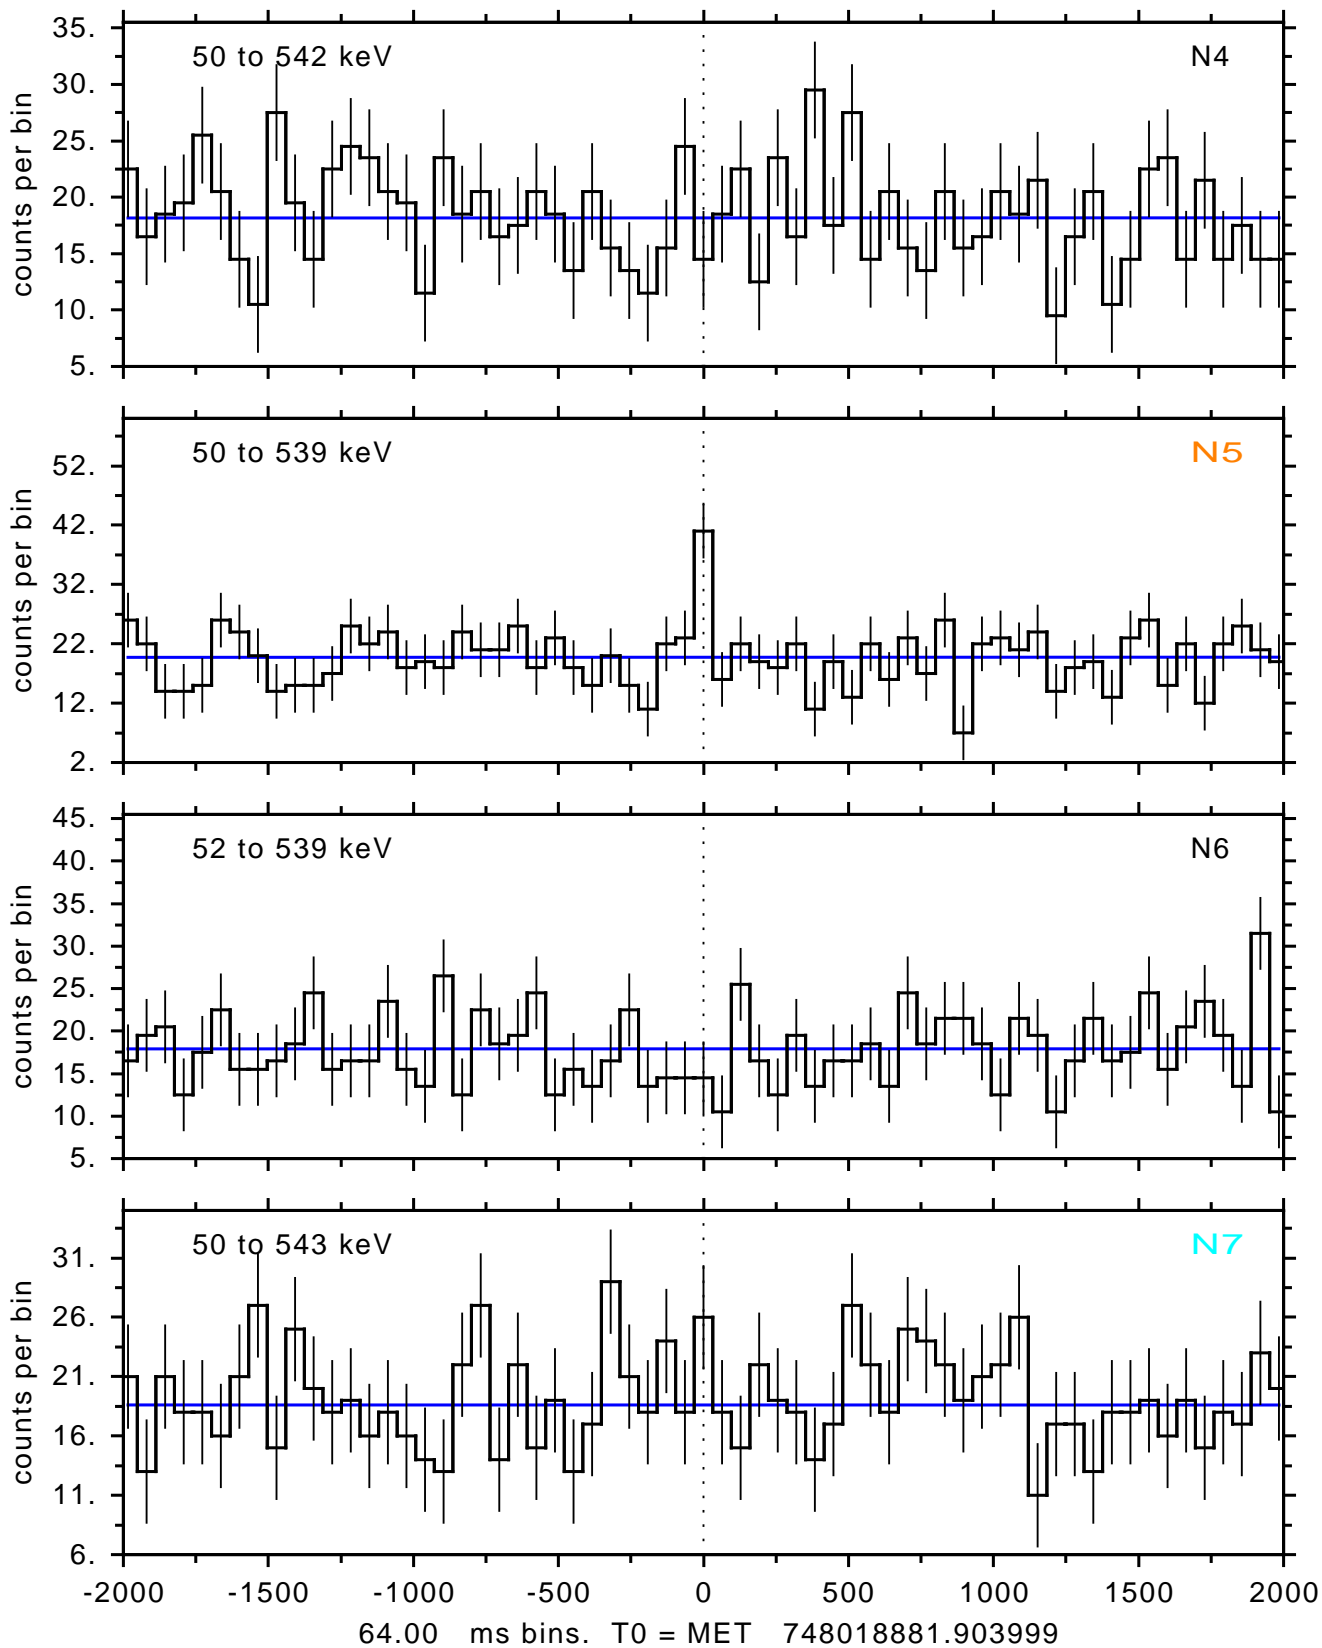 50 to 542 keV N4
35.
30.
25.
20.
15.
10.
5.
counts per bin
50 to 539 keV N5
52.
42.
32.
22.
12.
2.
counts per bin
52 to 539 keV N6
45.
40.
35.
30.
25.
20.
15.
10.
5.
counts per bin
50 to 543 keV N7
31.
26.
21.
16.
11.
6.
counts per bin
-2000 -1500 -1000 -500 0 500 1000 1500 2000
64.00 ms bins. T0 = MET 748018881.903999